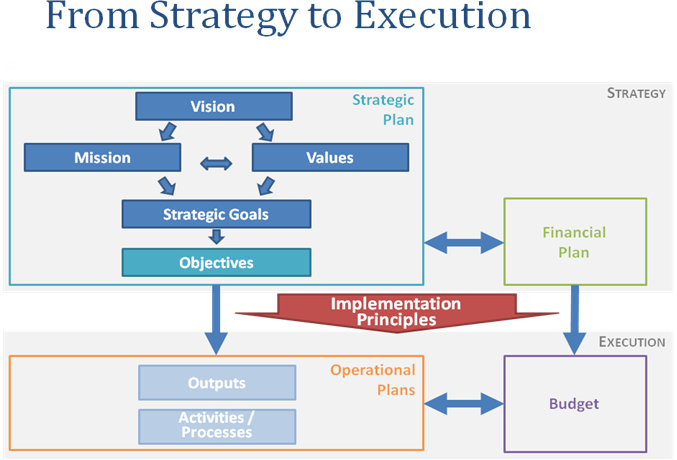 From Strategy to Execution
STRATEGY
Strategic
Plan
Vision
Mission
Values
Strategic Goals
Objectives
Financial
Plan
Implementation
Principles
EXECUTION
Operational
Plans
Outputs
Activities /
Processes
Budget